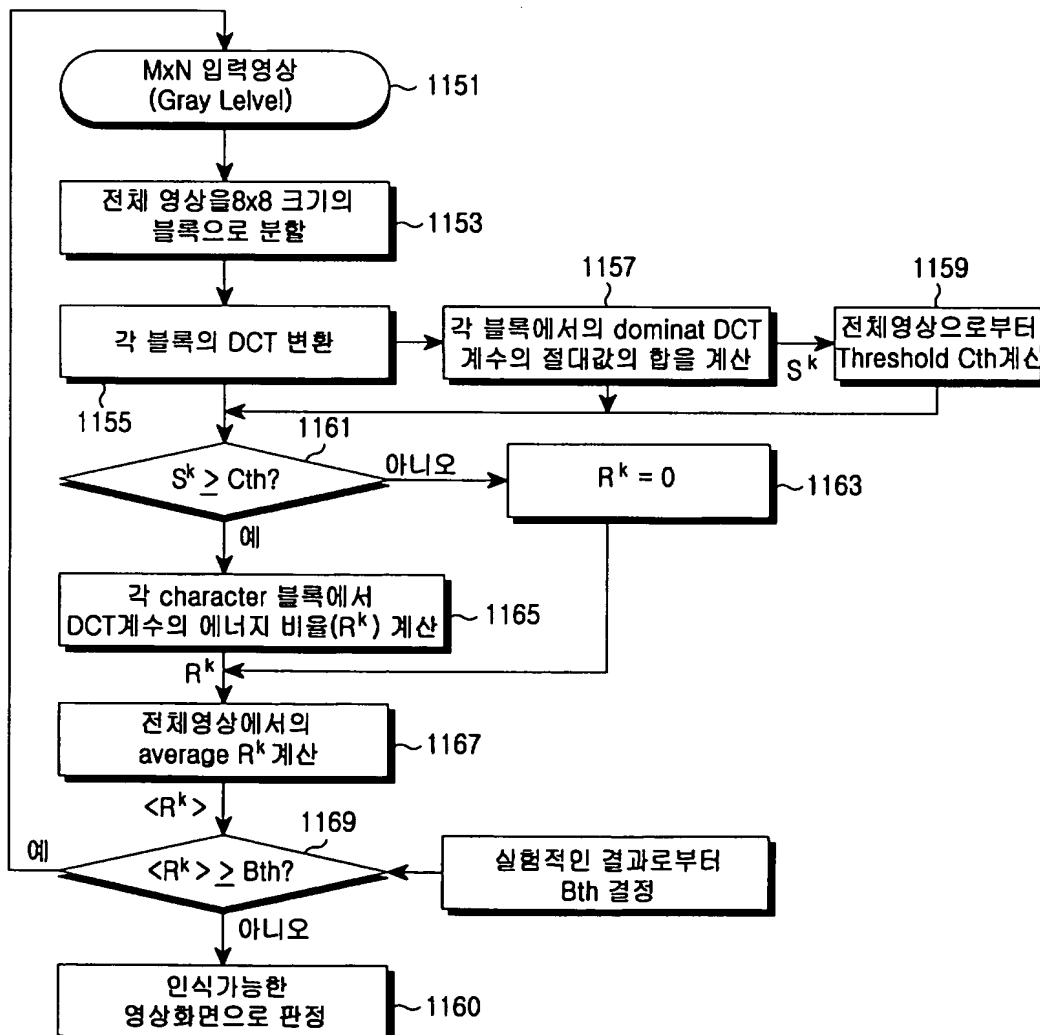 MxN 입력영상
(Gray Lelvel)
1151
전체 영상을8x8 크기의
블록으로 분할
1153
각 블록의 DCT 변환
1155
1157
각 블록에서의 dominat DCT
계수의 절대값의 합을 계산
S^k
1159
전체영상으로부터
Threshold Cth계산
1161
S^k ≥ Cth?
아니오
R^k = 0
1163
예
각 character 블록에서
DCT계수의 에너지 비율(R^k) 계산
1165
R^k
전체영상에서의
average R^k 계산
1167
<R^k>
1169
예
<R^k> ≥ Bth?
실험적인 결과로부터
Bth 결정
아니오
인식가능한
영상화면으로 판정
1160